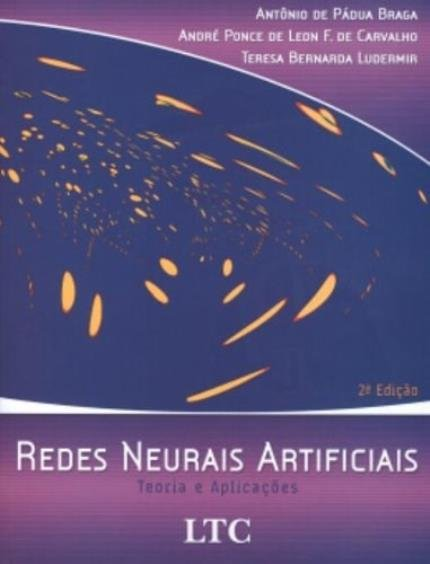 ANTÔNIO DE PÁDUA BRAGA
ANDRÉ PONCE DE LEON F. DE CARVALHO
TERESA BERNARDA LUDERMIR
2ª Edição
REDES NEURAIS ARTIFICIAIS
Teoria e Aplicações
LTC